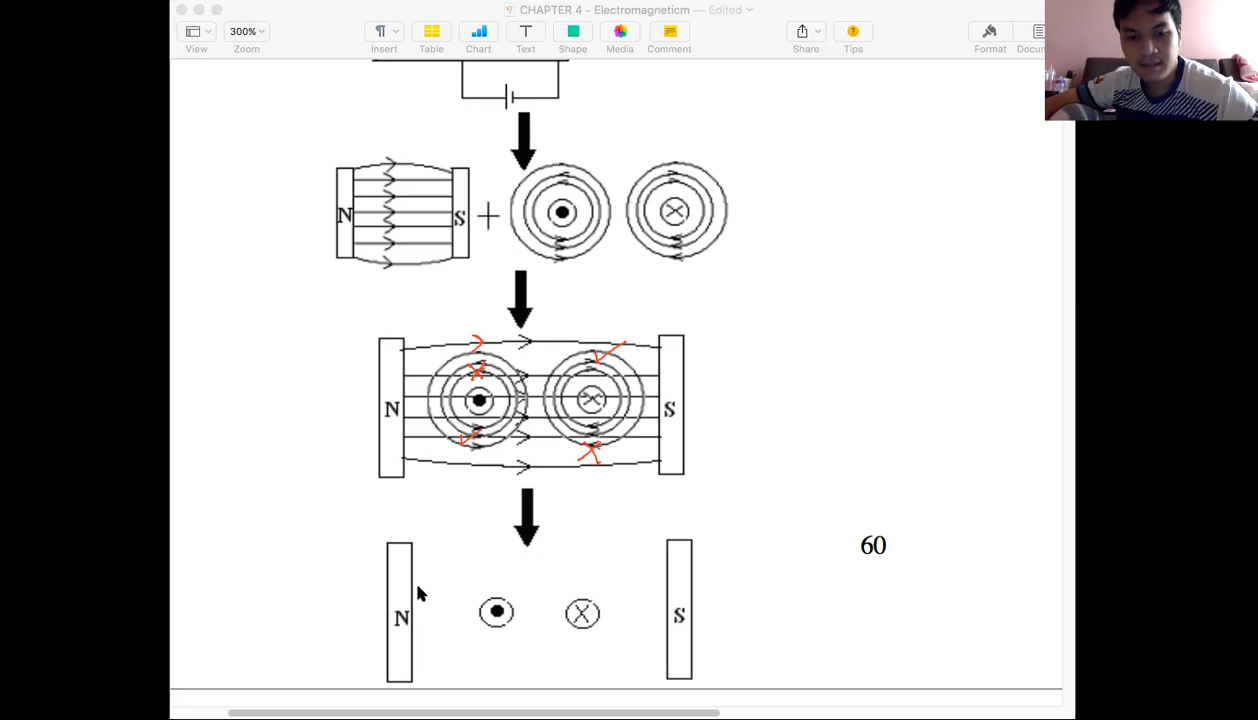 CHAPTER 4 - Electromagneticm — Edited
300%
View Zoom Insert Table Chart Text Shape Media Comment Share Tips Format
N S
N S
60
N S